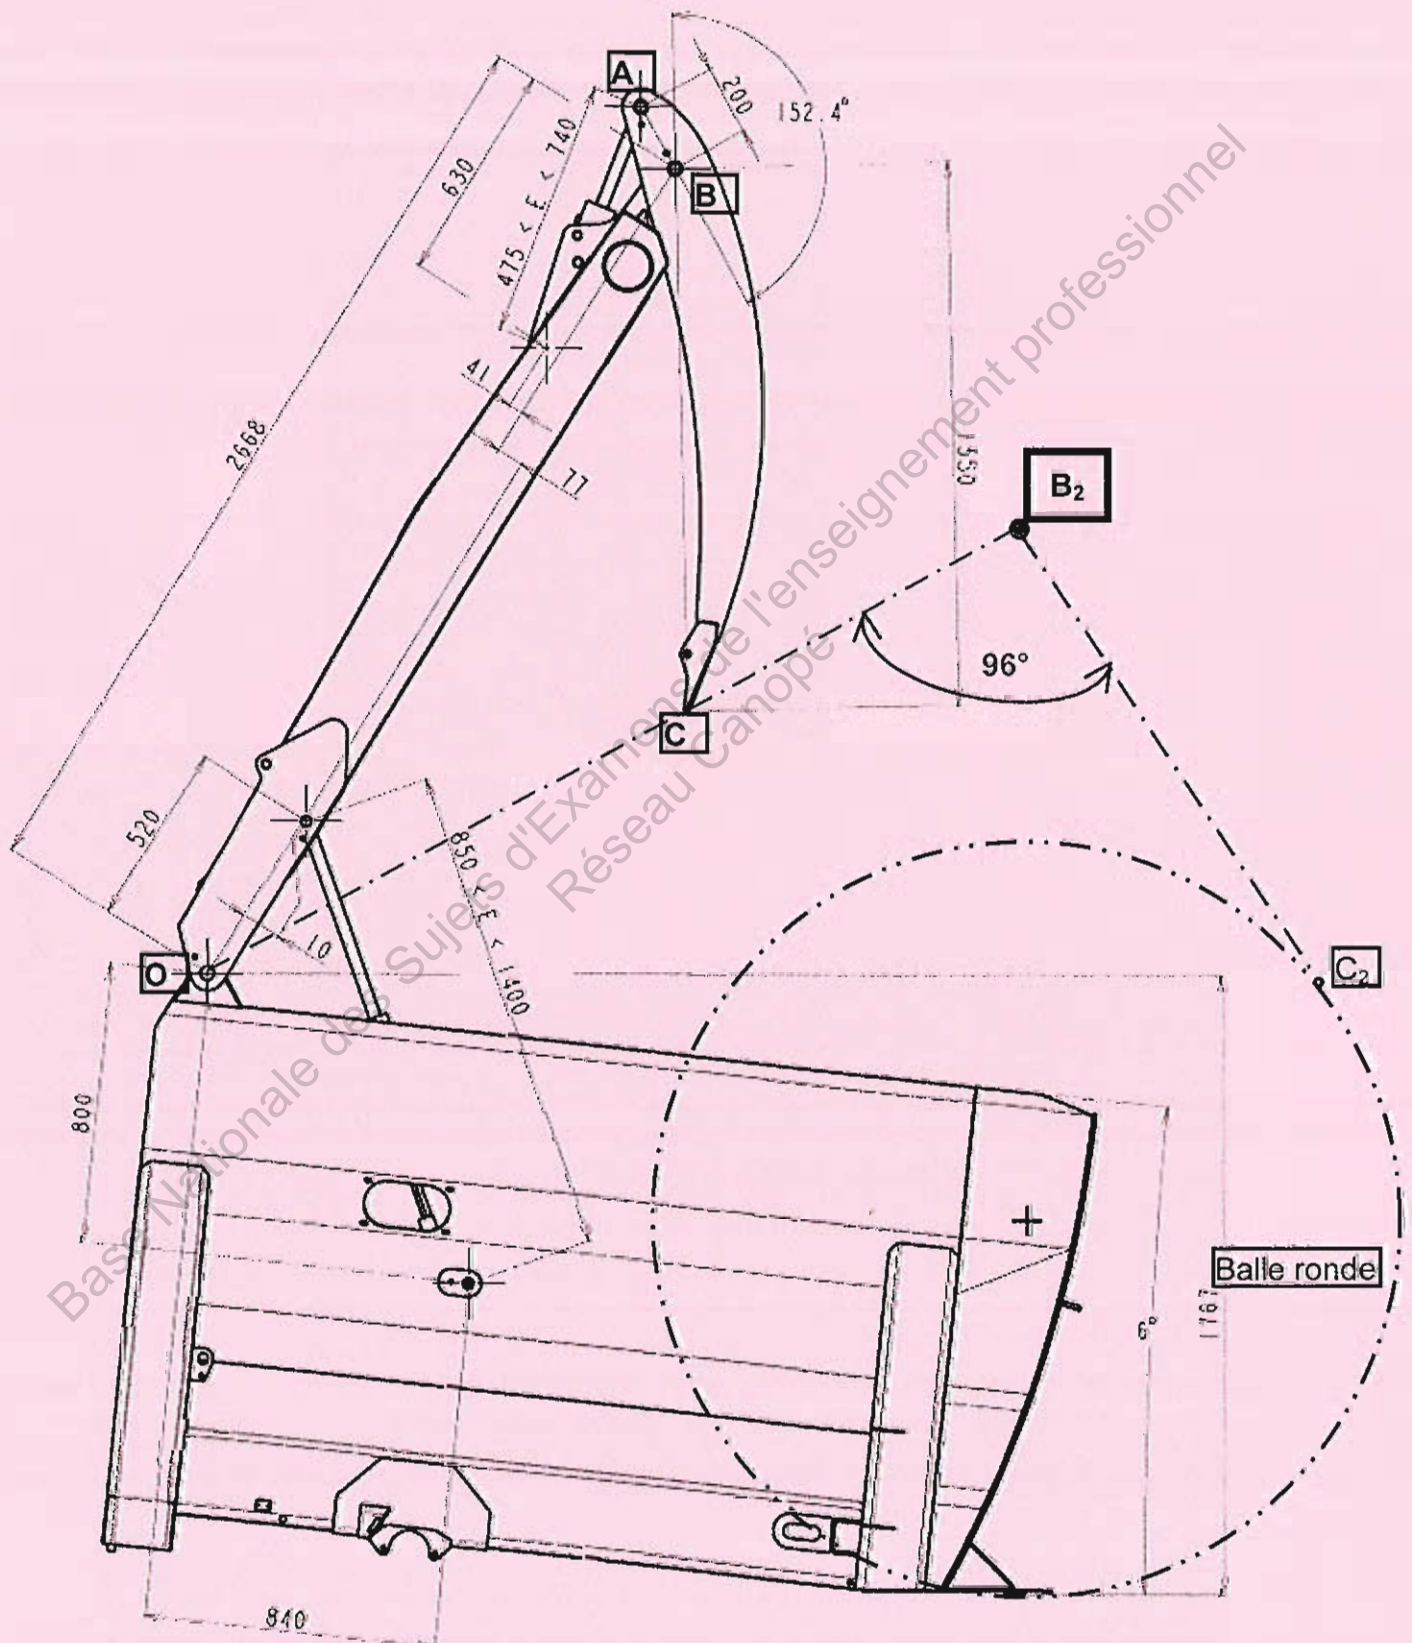 A
200
152.4°
630
475 < E < 740
B
41
2668
1550
B₂
77
96°
C
520
850 < E < 1400
10
O
C₂
800
Balle ronde
6°
1767
840
Base Nationale des Sujets d'Examens de l'enseignement professionnel
Réseau Canopé